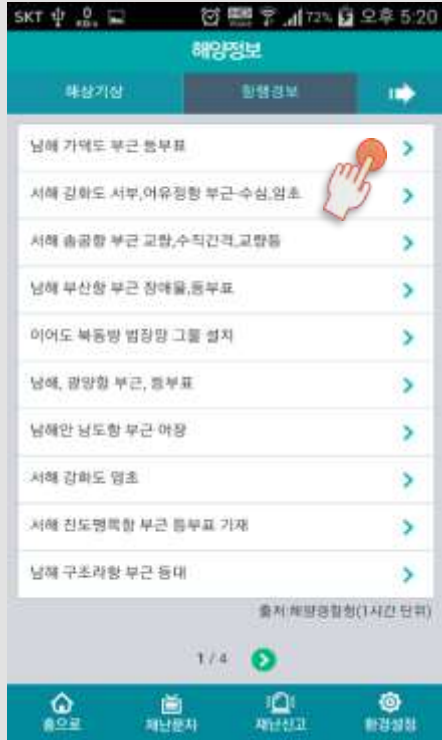 SKT 72% 오후 5:20
해양정보
해상기상 항행경보
남해 가덕도 부근 등부표
서해 강화도 서부,어유정항 부근 수심,암초
서해 송공항 부근 교량,수직간격,교량등
남해 부산항 부근 장애물,등부표
이어도 북동방 범장망 그물 설치
남해, 광양항 부근, 등부표
남해안 남도항 부근 어장
서해 강화도 암초
서해 진도팽목항 부근 등부표 기재
남해 구조라항 부근 등대
출처:해양경찰청(1시간 단위)
1 / 4
홈으로 재난문자 재난신고 환경설정